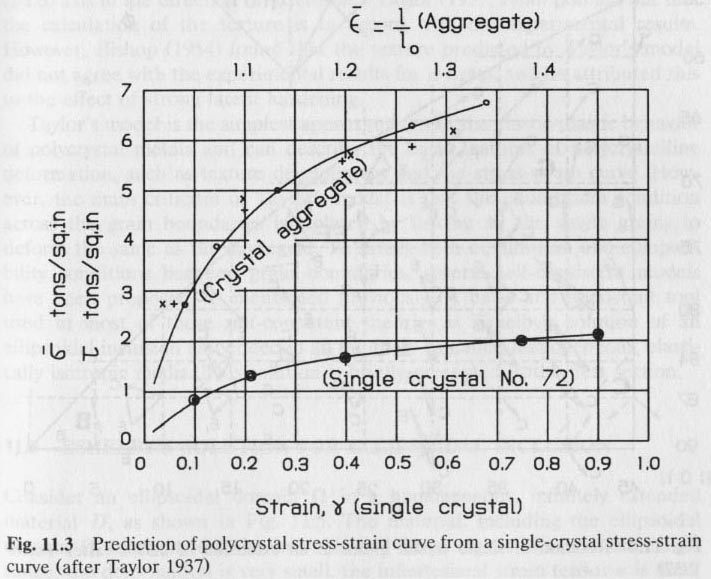 ϵ = l/l₀ (Aggregate)
1.1 1.2 1.3 1.4
7
6
5
4
3
2
1
0
σ̄ tons/sq.in
τ tons/sq.in
(Crystal aggregate)
(Single crystal No. 72)
0 0.1 0.2 0.3 0.4 0.5 0.6 0.7 0.8 0.9 1.0
Strain, γ (single crystal)
Fig. 11.3 Prediction of polycrystal stress-strain curve from a single-crystal stress-strain
curve (after Taylor 1937)